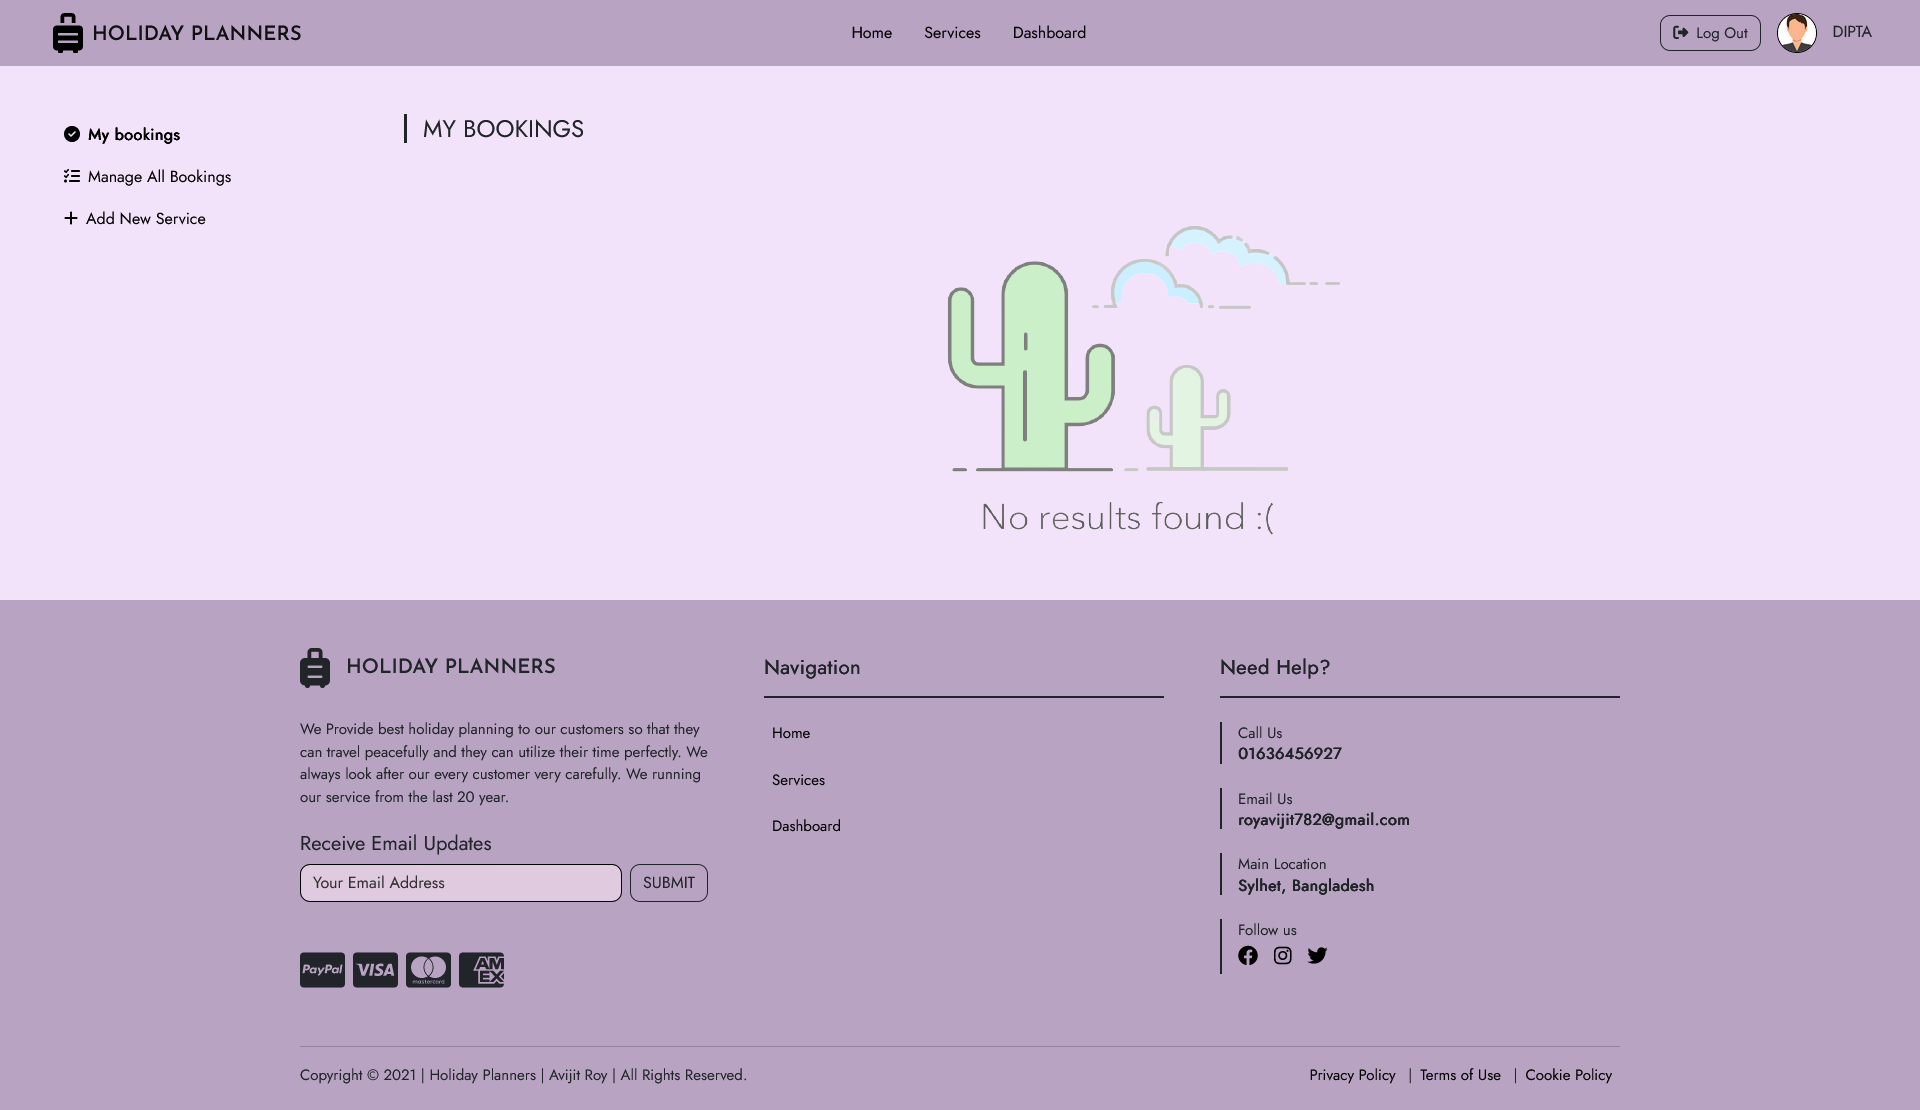 HOLIDAY PLANNERS
Home
Services
Dashboard
Log Out
DIPTA
My bookings
Manage All Bookings
Add New Service
MY BOOKINGS
No results found :(
HOLIDAY PLANNERS
We Provide best holiday planning to our customers so that they
can travel peacefully and they can utilize their time perfectly. We
always look after our every customer very carefully. We running
our service from the last 20 year.
Receive Email Updates
Your Email Address
SUBMIT
PayPal
VISA
mastercard
AM
EX
Navigation
Home
Services
Dashboard
Need Help?
Call Us
01636456927
Email Us
royavijit782@gmail.com
Main Location
Sylhet, Bangladesh
Follow us
Copyright © 2021 | Holiday Planners | Avijit Roy | All Rights Reserved.
Privacy Policy | Terms of Use | Cookie Policy